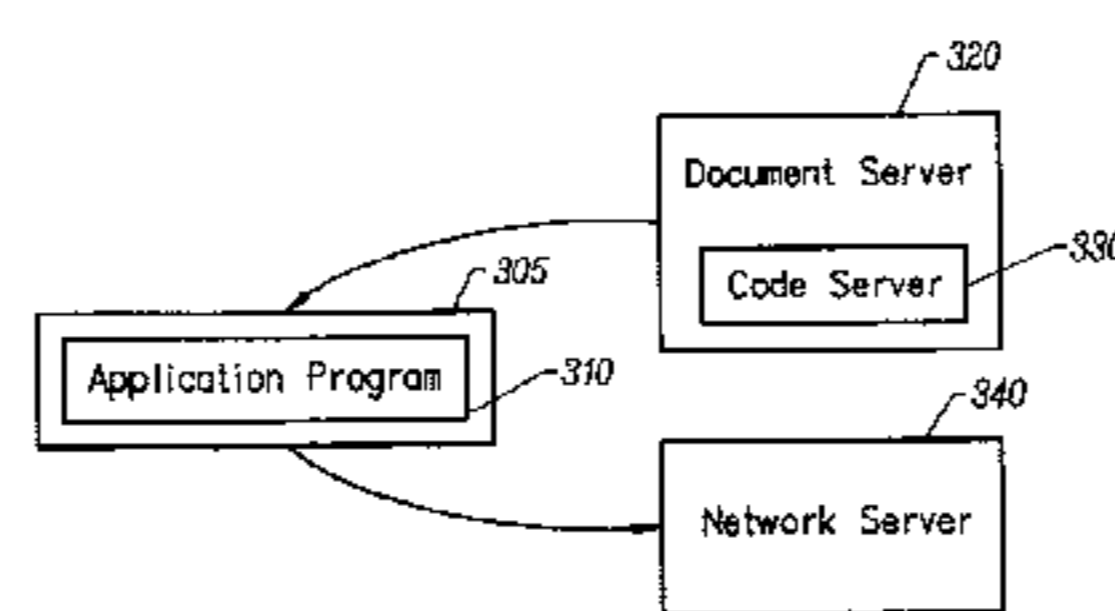 320
Document Server
330
Code Server
305
Application Program
310
340
Network Server